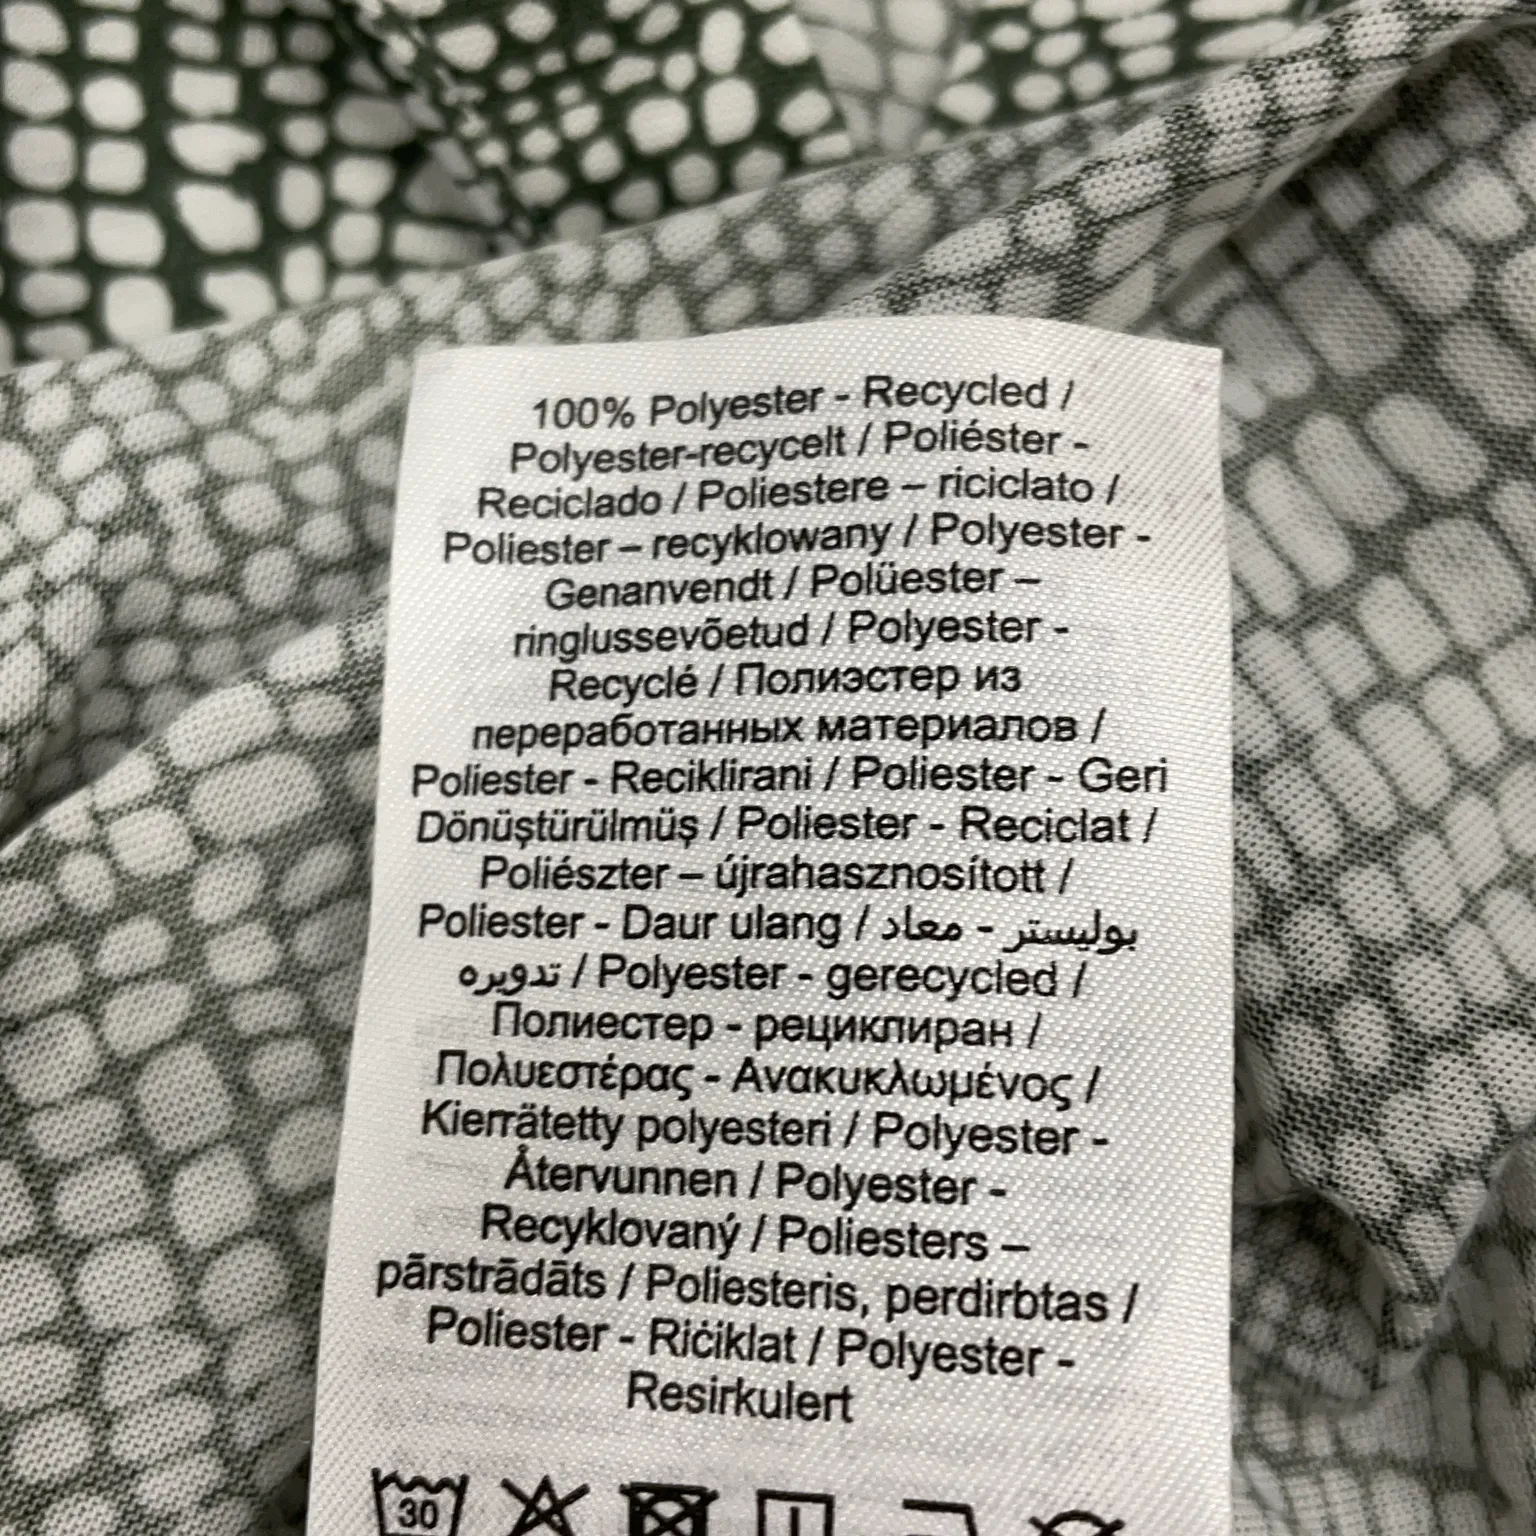 100% Polyester - Recycled /
Polyester-recycelt / Poliéster -
Reciclado / Poliestere – riciclato /
Poliester – recyklowany / Polyester -
Genanvendt / Polüester –
ringlussevõetud / Polyester -
Recyclé / Полиэстер из
переработанных материалов /
Poliester - Reciklirani / Poliester - Geri
Dönüştürülmüş / Poliester - Reciclat /
Poliészter – újrahasznosított /
Poliester - Daur ulang / بوليستر - معاد
تدويره / Polyester - gerecycled /
Полиестер - рециклиран /
Πολυεστέρας - Ανακυκλωμένος /
Kierrätetty polyesteri / Polyester -
Återvunnen / Polyester -
Recyklovaný / Poliesters –
pārstrādāts / Poliesteris, perdirbtas /
Poliester - Riċiklat / Polyester -
Resirkulert
30